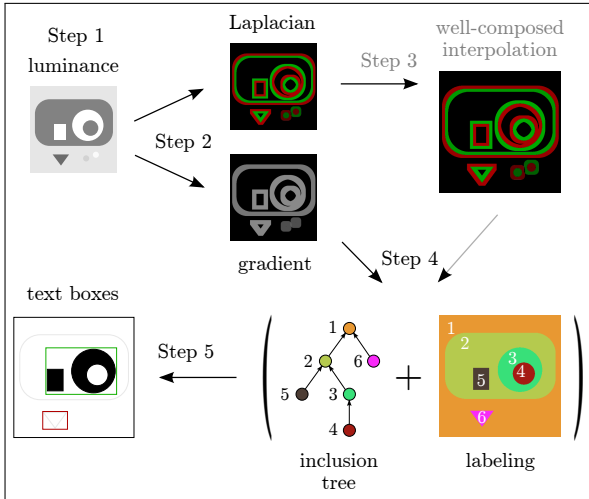 Step 1
luminance
Laplacian
well-composed
interpolation
Step 3
Step 2
gradient
Step 4
text boxes
Step 5
1
2
6
5
3
4
inclusion
tree
+
1
2
3
4
5
6
labeling